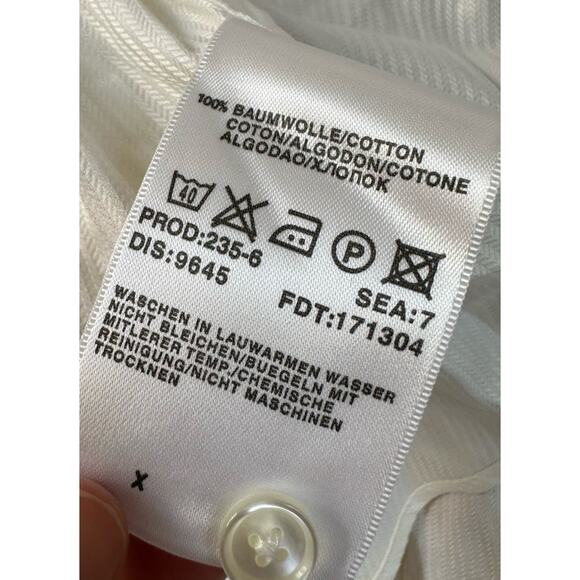 100% BAUMWOLLE/COTTON
COTON/ALGODON/COTONE
ALGODAO/ХЛОПОК
40
P
PROD:235-6
SEA:7
DIS:9645
FDT:171304
WASCHEN IN LAUWARMEN WASSER
NICHT BLEICHEN/BUEGELN MIT
MITLERER TEMP./CHEMISCHE
REINIGUNG/NICHT MASCHINEN
TROCKNEN
X